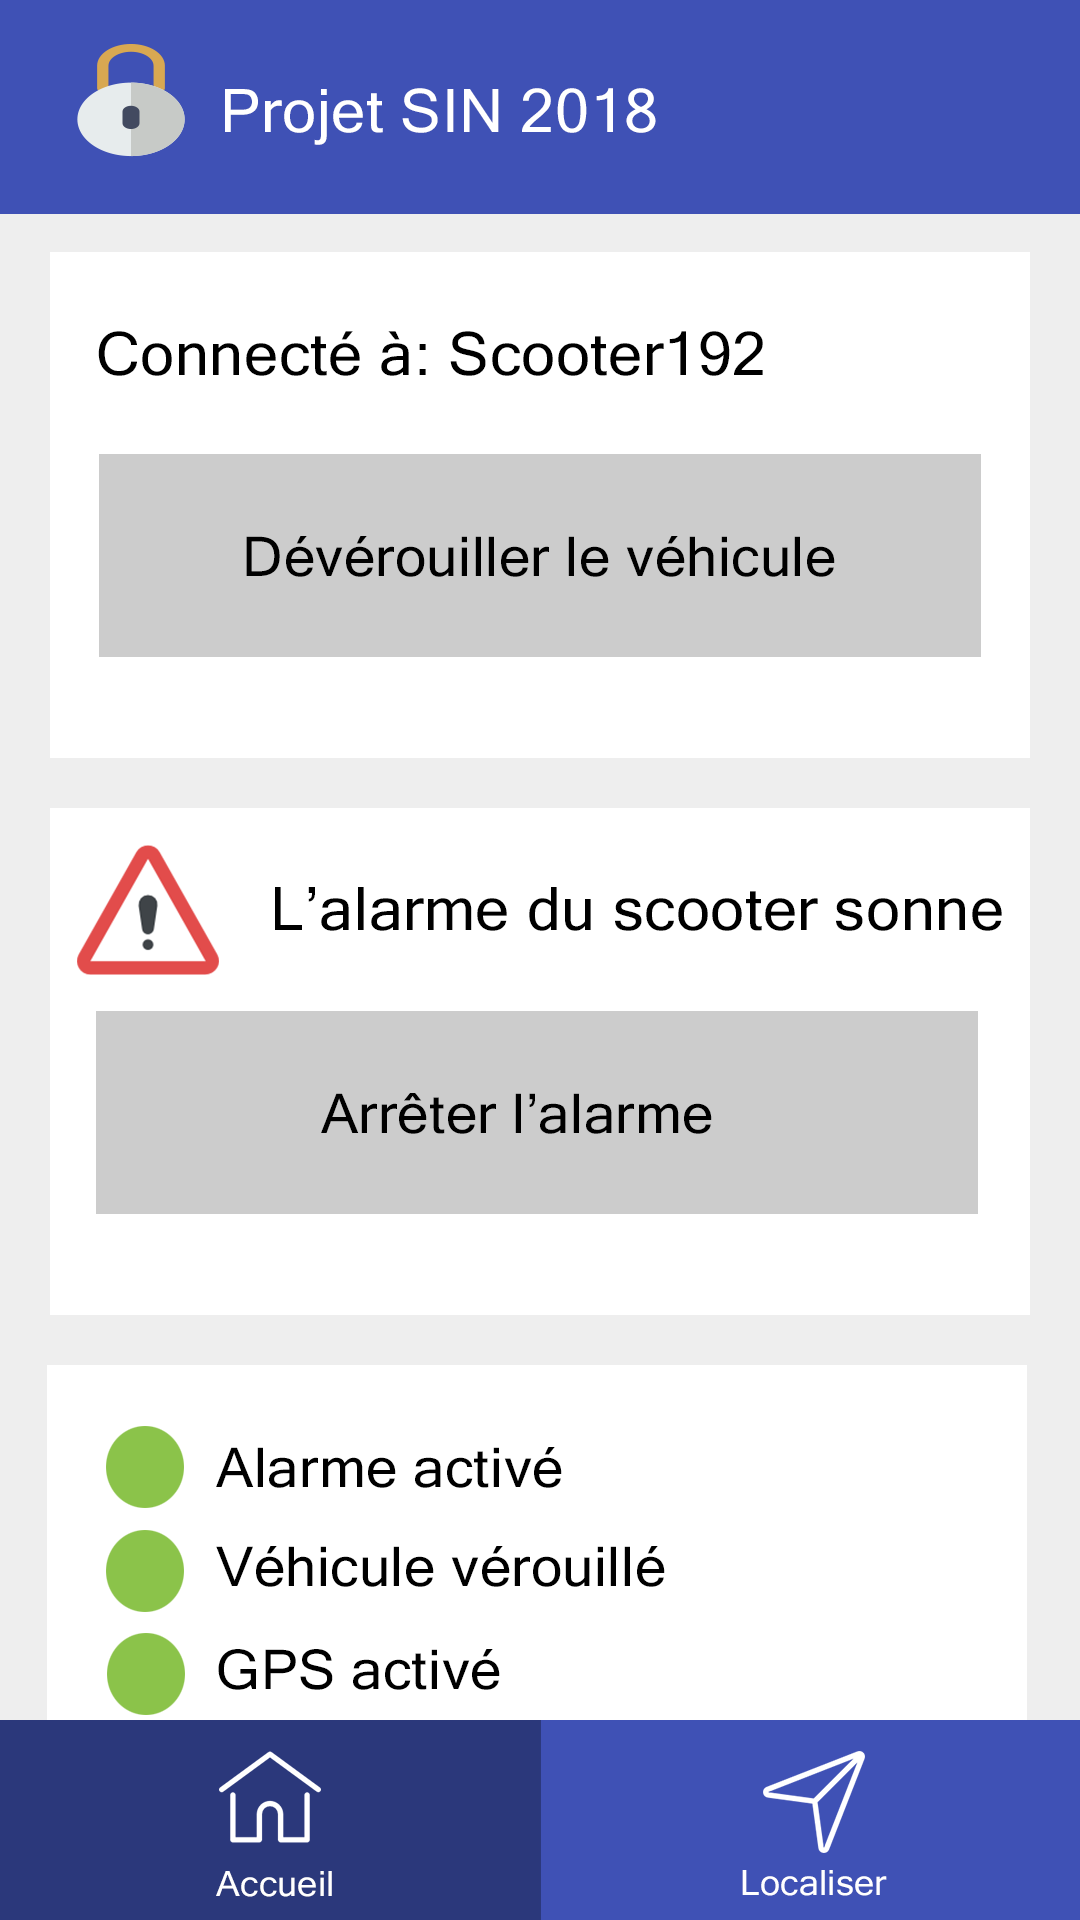 Projet SIN 2018
Connecté à: Scooter192
Dévérouiller le véhicule
L’alarme du scooter sonne
Arrêter l’alarme
Alarme activé
Véhicule vérouillé
GPS activé
Accueil
Localiser